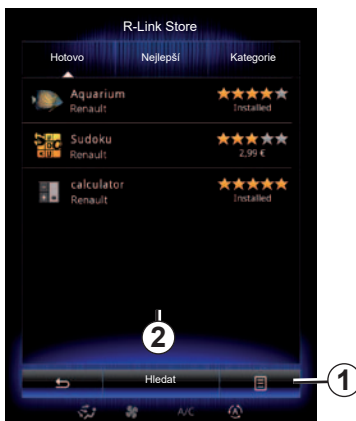 R-Link Store
Hotovo Nejlepší Kategorie
Aquarium
Renault
Installed
Sudoku
Renault
2,99 €
calculator
Renault
Installed
2
Hledat
1
A/C
A